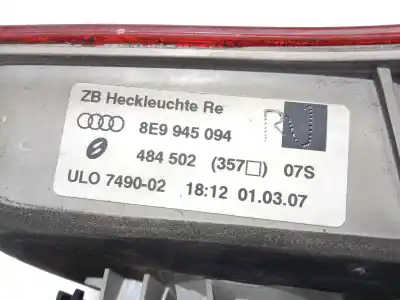 ZB Heckleuchte Re
8E9 945 094
484 502 (357□) 07S
ULO 7490-02 18:12 01.03.07